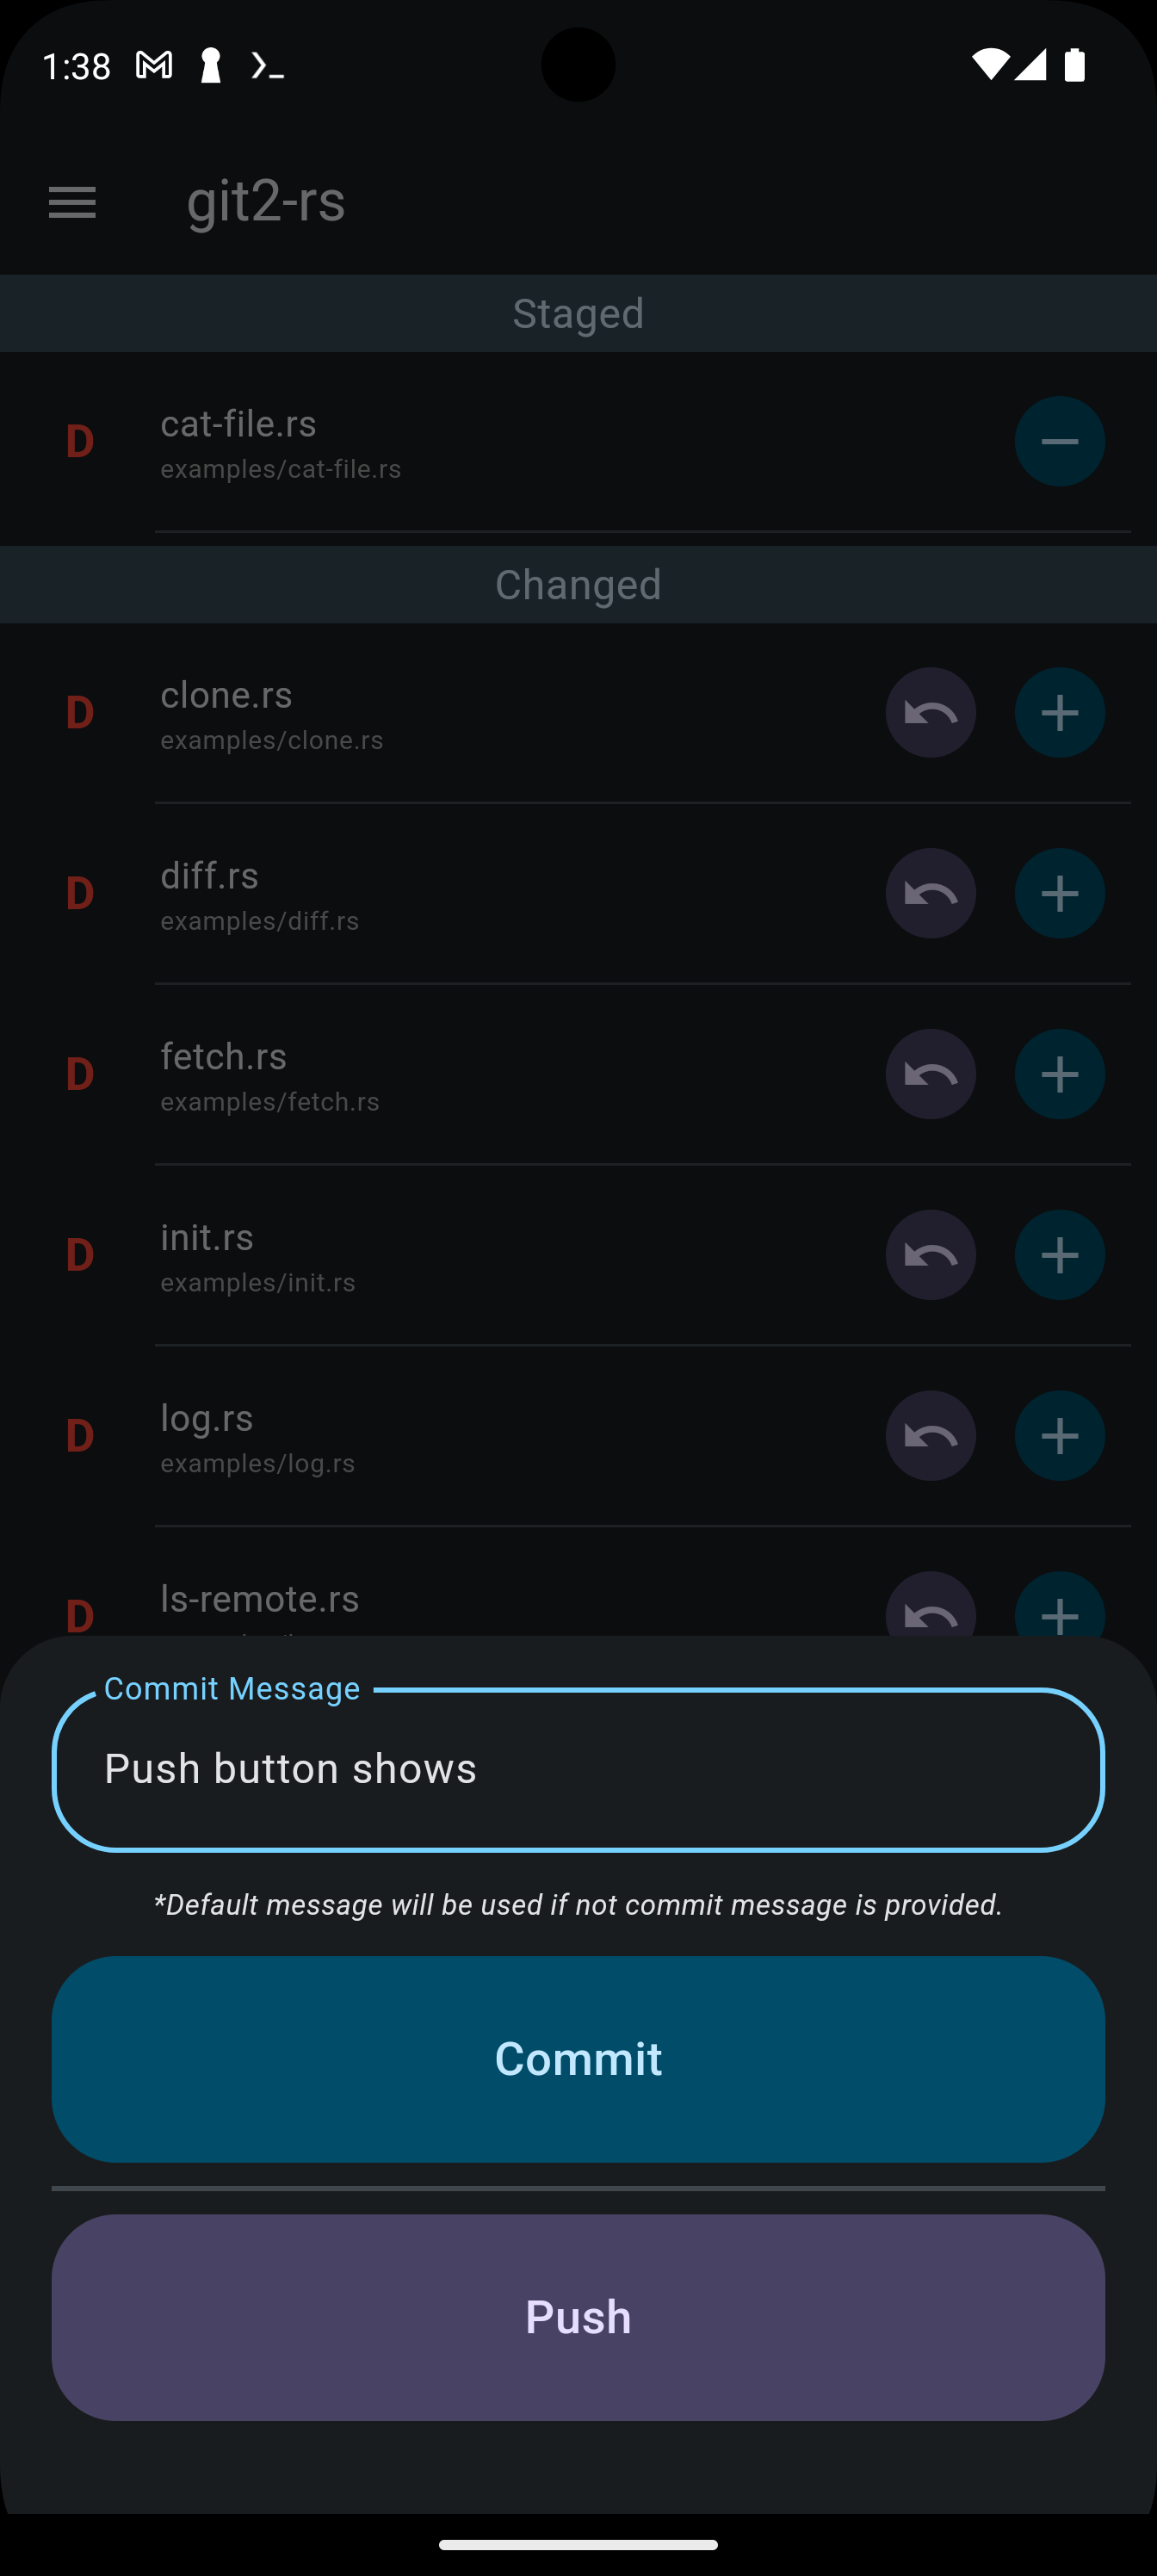 1:38
git2-rs
Staged
D
cat-file.rs
examples/cat-file.rs
Changed
D
clone.rs
examples/clone.rs
D
diff.rs
examples/diff.rs
D
fetch.rs
examples/fetch.rs
D
init.rs
examples/init.rs
D
log.rs
examples/log.rs
D
ls-remote.rs
Commit Message
Push button shows
*Default message will be used if not commit message is provided.
Commit
Push